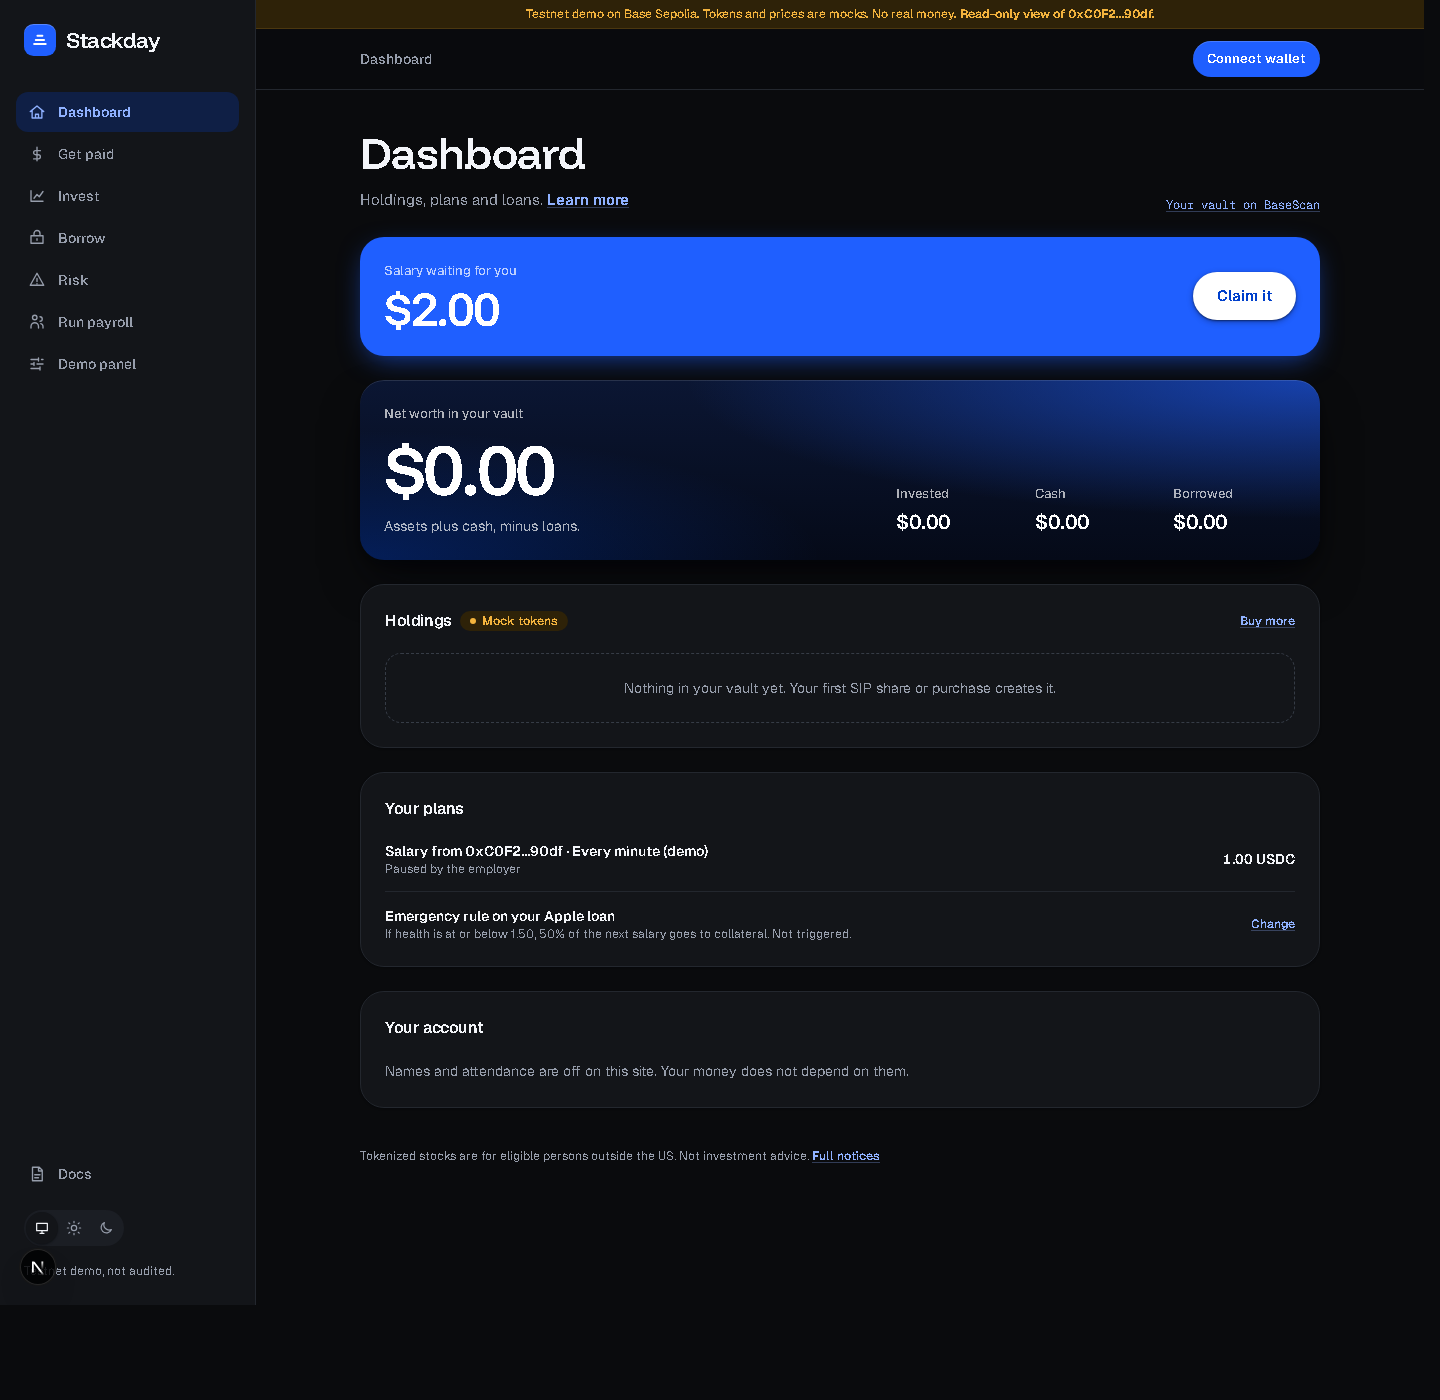 Stackday
Testnet demo on Base Sepolia. Tokens and prices are mocks. No real money. Read-only view of 0xC0F2…90df.
Dashboard
Connect wallet
Dashboard
Get paid
Invest
Borrow
Risk
Run payroll
Demo panel
Dashboard
Holdings, plans and loans. Learn more
Your vault on BaseScan
Salary waiting for you
$2.00
Claim it
Net worth in your vault
$0.00
Assets plus cash, minus loans.
Invested
$0.00
Cash
$0.00
Borrowed
$0.00
Holdings
Mock tokens
Buy more
Nothing in your vault yet. Your first SIP share or purchase creates it.
Your plans
Salary from 0xC0F2…90df · Every minute (demo)
Paused by the employer
1.00 USDC
Emergency rule on your Apple loan
If health is at or below 1.50, 50% of the next salary goes to collateral. Not triggered.
Change
Your account
Names and attendance are off on this site. Your money does not depend on them.
Tokenized stocks are for eligible persons outside the US. Not investment advice. Full notices
Docs
N
demo, not audited.